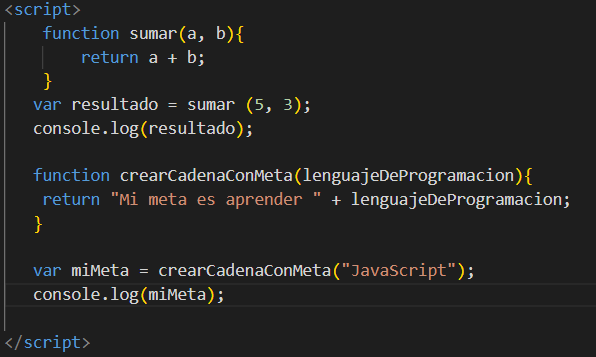 <script>
function sumar(a, b){
return a + b;
}
var resultado = sumar (5, 3);
console.log(resultado);
function crearCadenaConMeta(lenguajeDeProgramacion){
return "Mi meta es aprender " + lenguajeDeProgramacion;
}
var miMeta = crearCadenaConMeta("JavaScript");
console.log(miMeta);
</script>